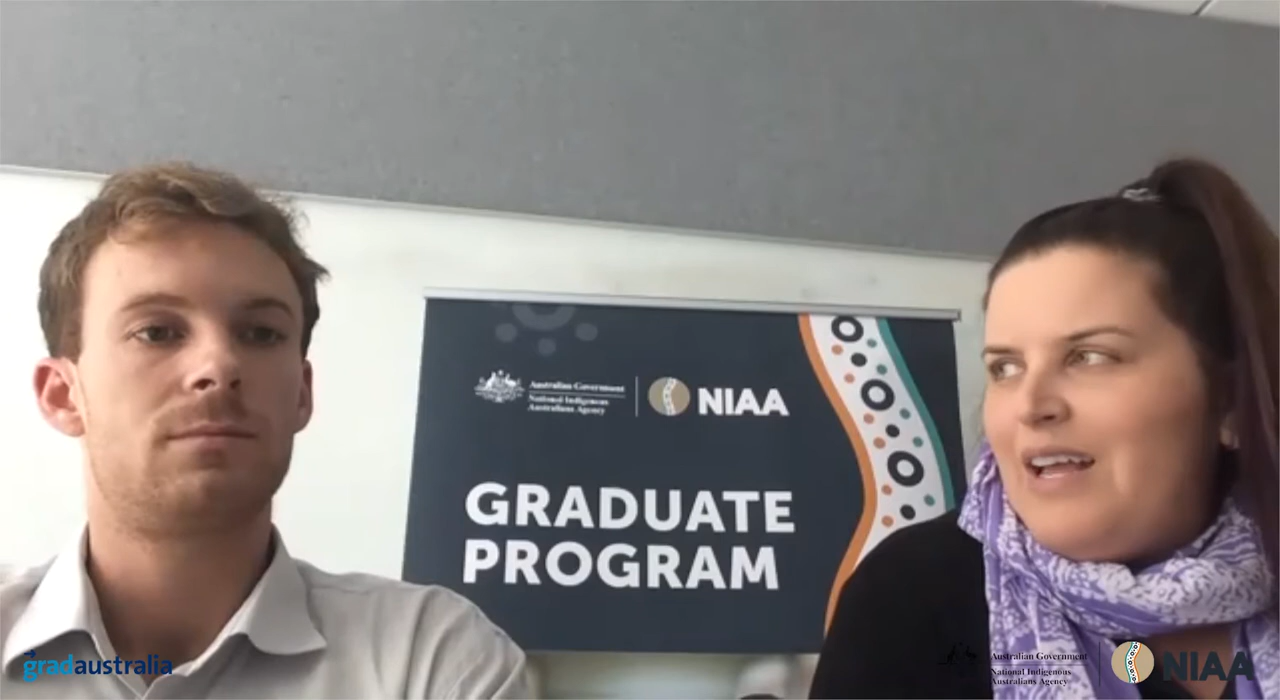 Australian Government
National Indigenous
Australians Agency
NIAA
GRADUATE
PROGRAM
gradaustralia
Australian Government
National Indigenous
Australians Agency
NIAA